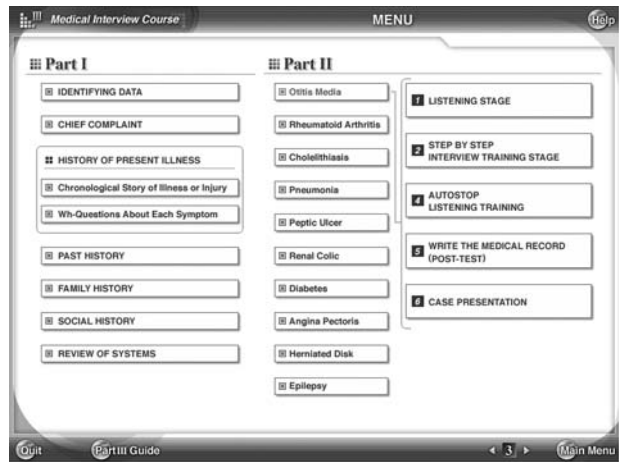 Medical Interview Course
MENU
Help
Part I
IDENTIFYING DATA
CHIEF COMPLAINT
HISTORY OF PRESENT ILLNESS
Chronological Story of Illness or Injury
Wh-Questions About Each Symptom
PAST HISTORY
FAMILY HISTORY
SOCIAL HISTORY
REVIEW OF SYSTEMS
Part II
Otitis Media
Rheumatoid Arthritis
Cholelithiasis
Pneumonia
Peptic Ulcer
Renal Colic
Diabetes
Angina Pectoris
Herniated Disk
Epilepsy
1 LISTENING STAGE
2 STEP BY STEP
INTERVIEW TRAINING STAGE
4 AUTOSTOP
LISTENING TRAINING
5 WRITE THE MEDICAL RECORD
(POST-TEST)
6 CASE PRESENTATION
Quit
Part III Guide
3
Main Menu